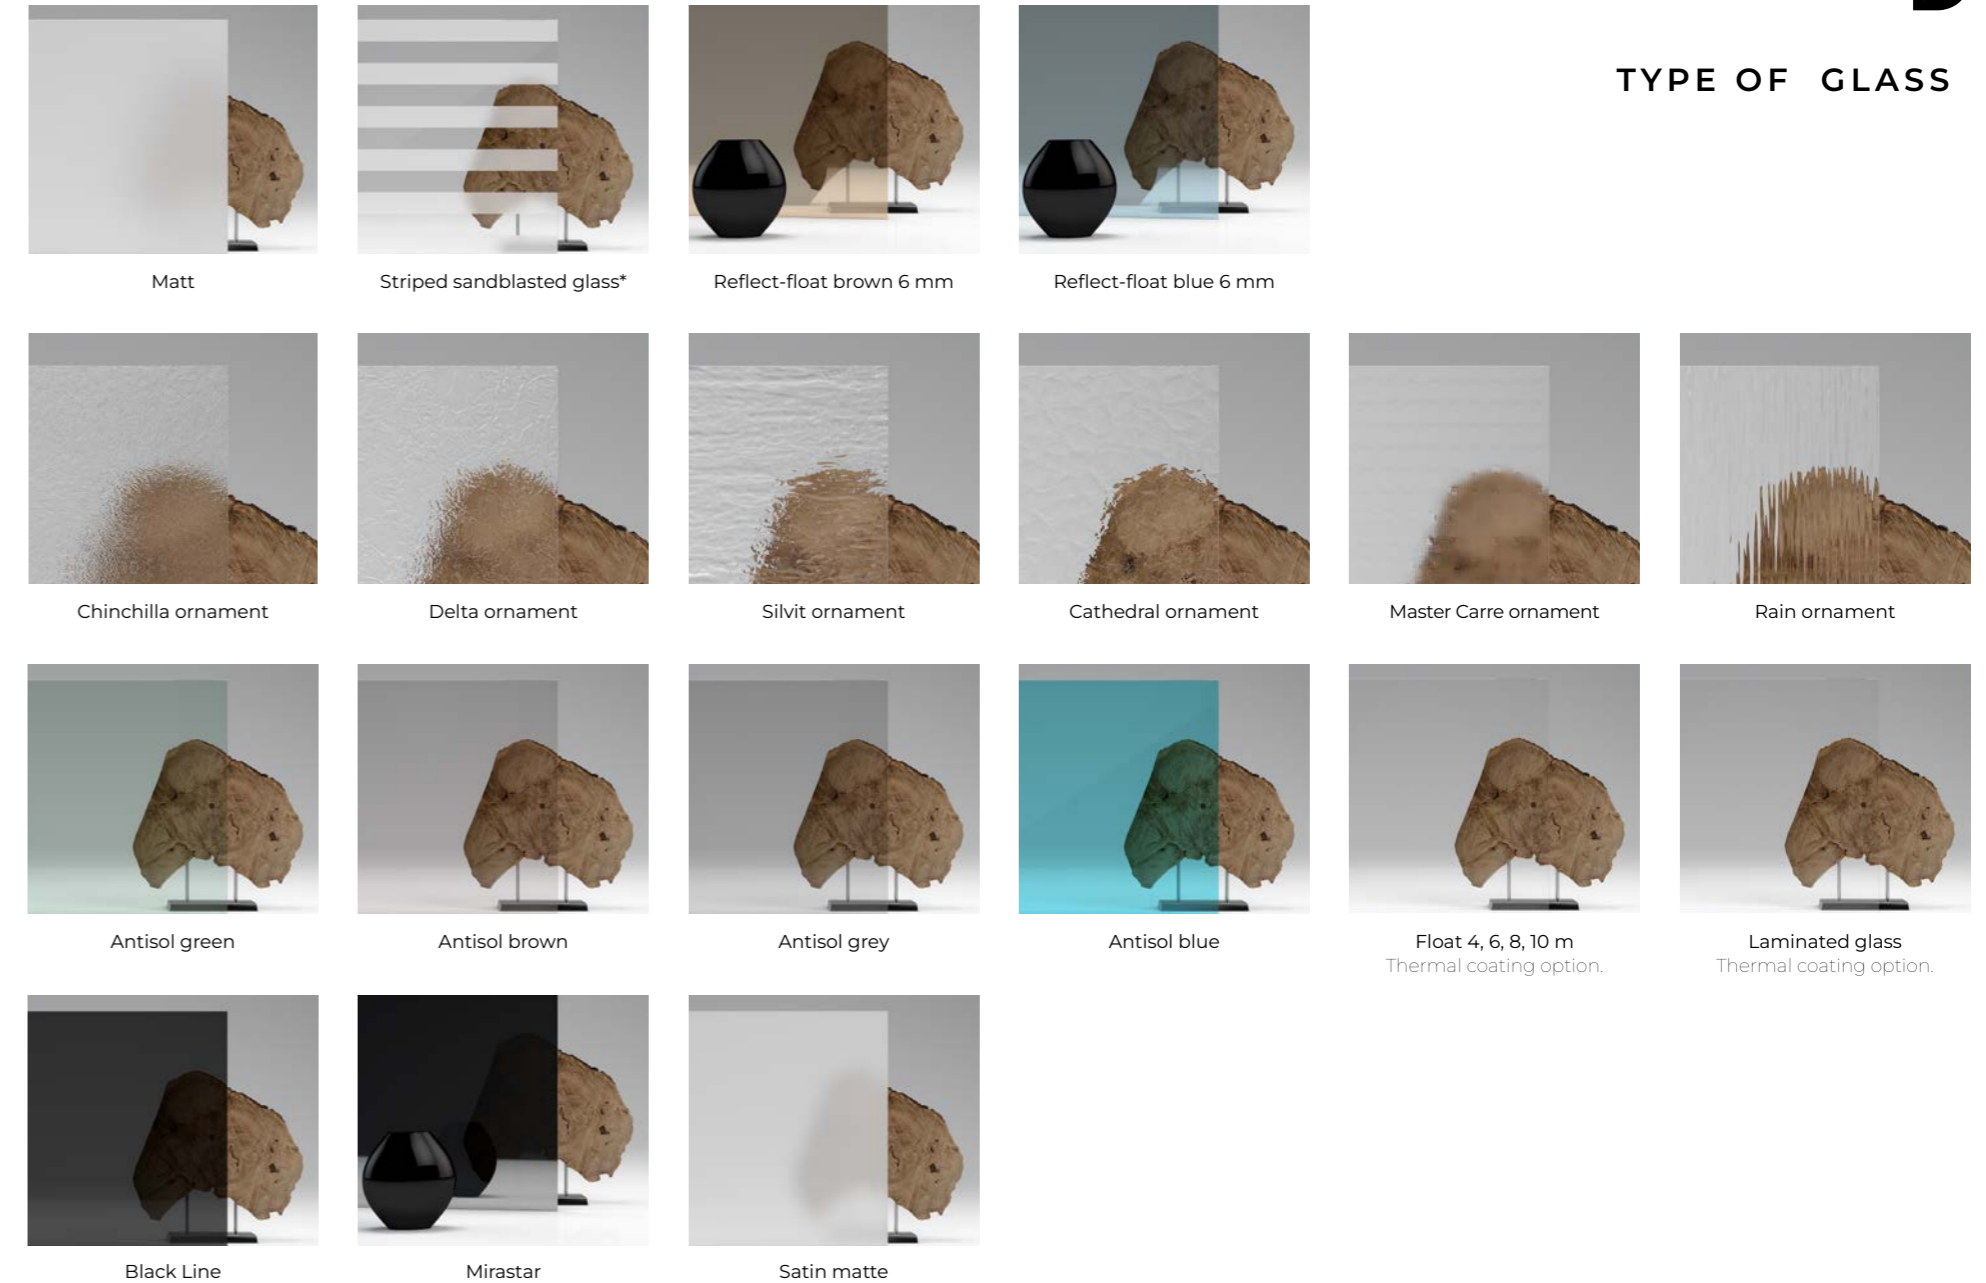 TYPE OF GLASS
Matt
Striped sandblasted glass*
Reflect-float brown 6 mm
Reflect-float blue 6 mm
Chinchilla ornament
Delta ornament
Silvit ornament
Cathedral ornament
Master Carre ornament
Rain ornament
Antisol green
Antisol brown
Antisol grey
Antisol blue
Float 4, 6, 8, 10 m
Thermal coating option.
Laminated glass
Thermal coating option.
Black Line
Mirastar
Satin matte